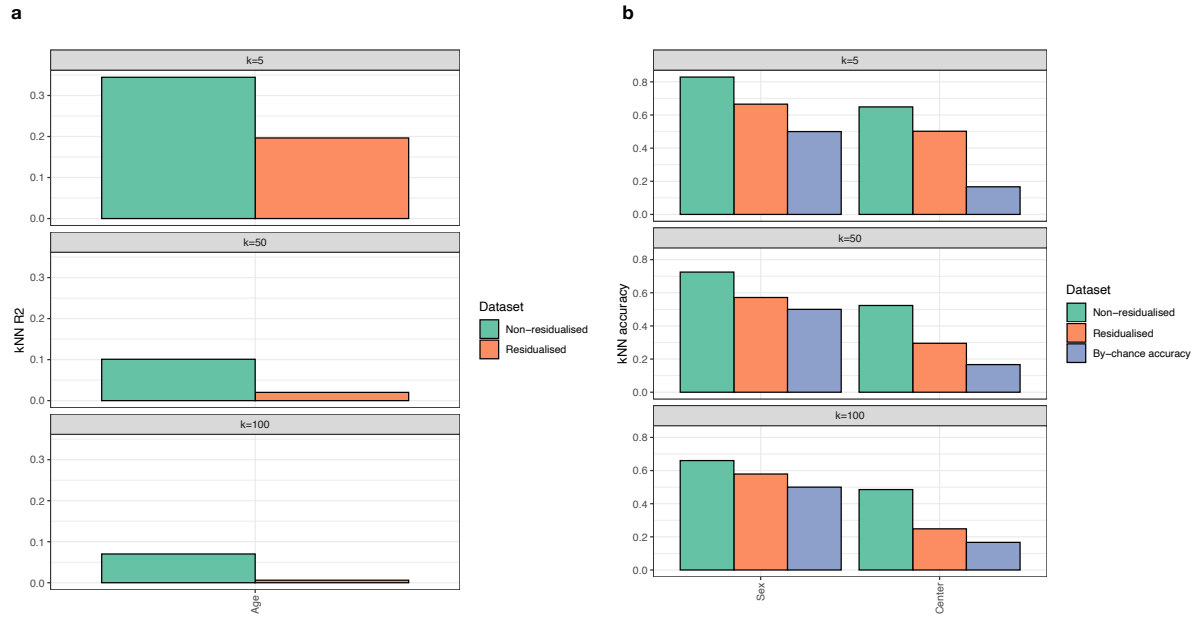 a
k=5
0.3
0.2
0.1
0.0
k=50
0.3
0.2
0.1
0.0
k=100
0.3
0.2
0.1
0.0
kNN R2
Age
Dataset
Non-residualised
Residualised
b
k=5
0.8
0.6
0.4
0.2
0.0
k=50
0.8
0.6
0.4
0.2
0.0
k=100
0.8
0.6
0.4
0.2
0.0
kNN accuracy
Sex
Center
Dataset
Non-residualised
Residualised
By-chance accuracy